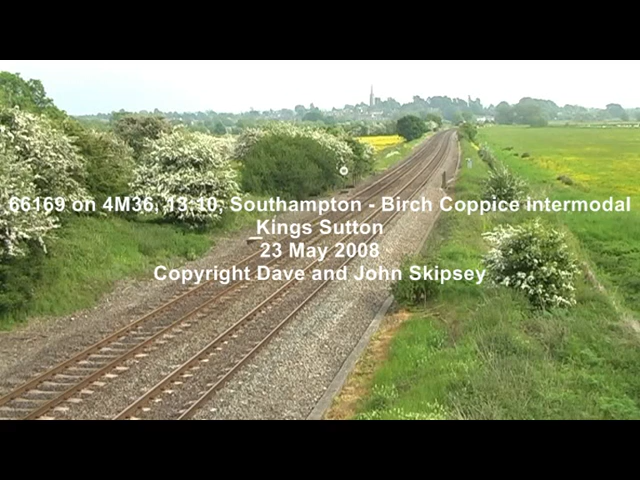 66169 on 4M36, 13.10, Southampton - Birch Coppice Intermodal
Kings Sutton
23 May 2008
Copyright Dave and John Skipsey